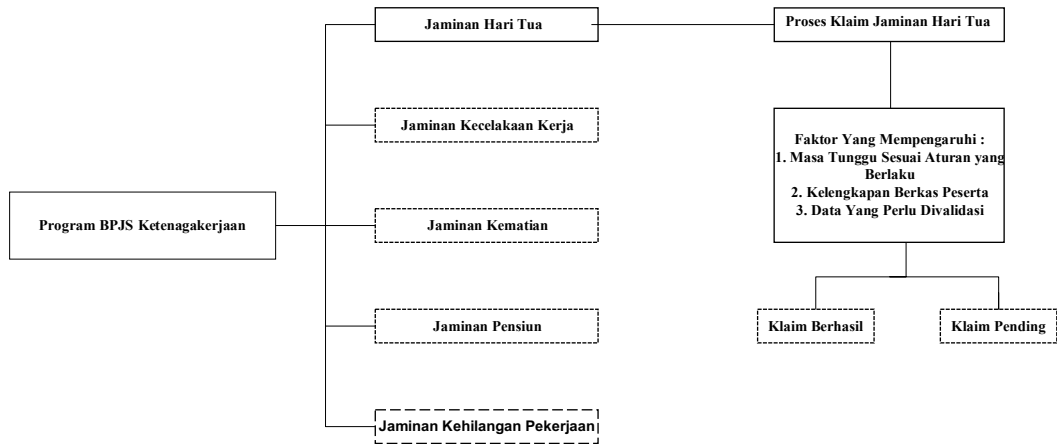 Program BPJS Ketenagakerjaan
Jaminan Hari Tua
Jaminan Kecelakaan Kerja
Jaminan Kematian
Jaminan Pensiun
Jaminan Kehilangan Pekerjaan
Proses Klaim Jaminan Hari Tua
Faktor Yang Mempengaruhi :
1. Masa Tunggu Sesuai Aturan yang
Berlaku
2. Kelengkapan Berkas Peserta
3. Data Yang Perlu Divalidasi
Klaim Berhasil
Klaim Pending